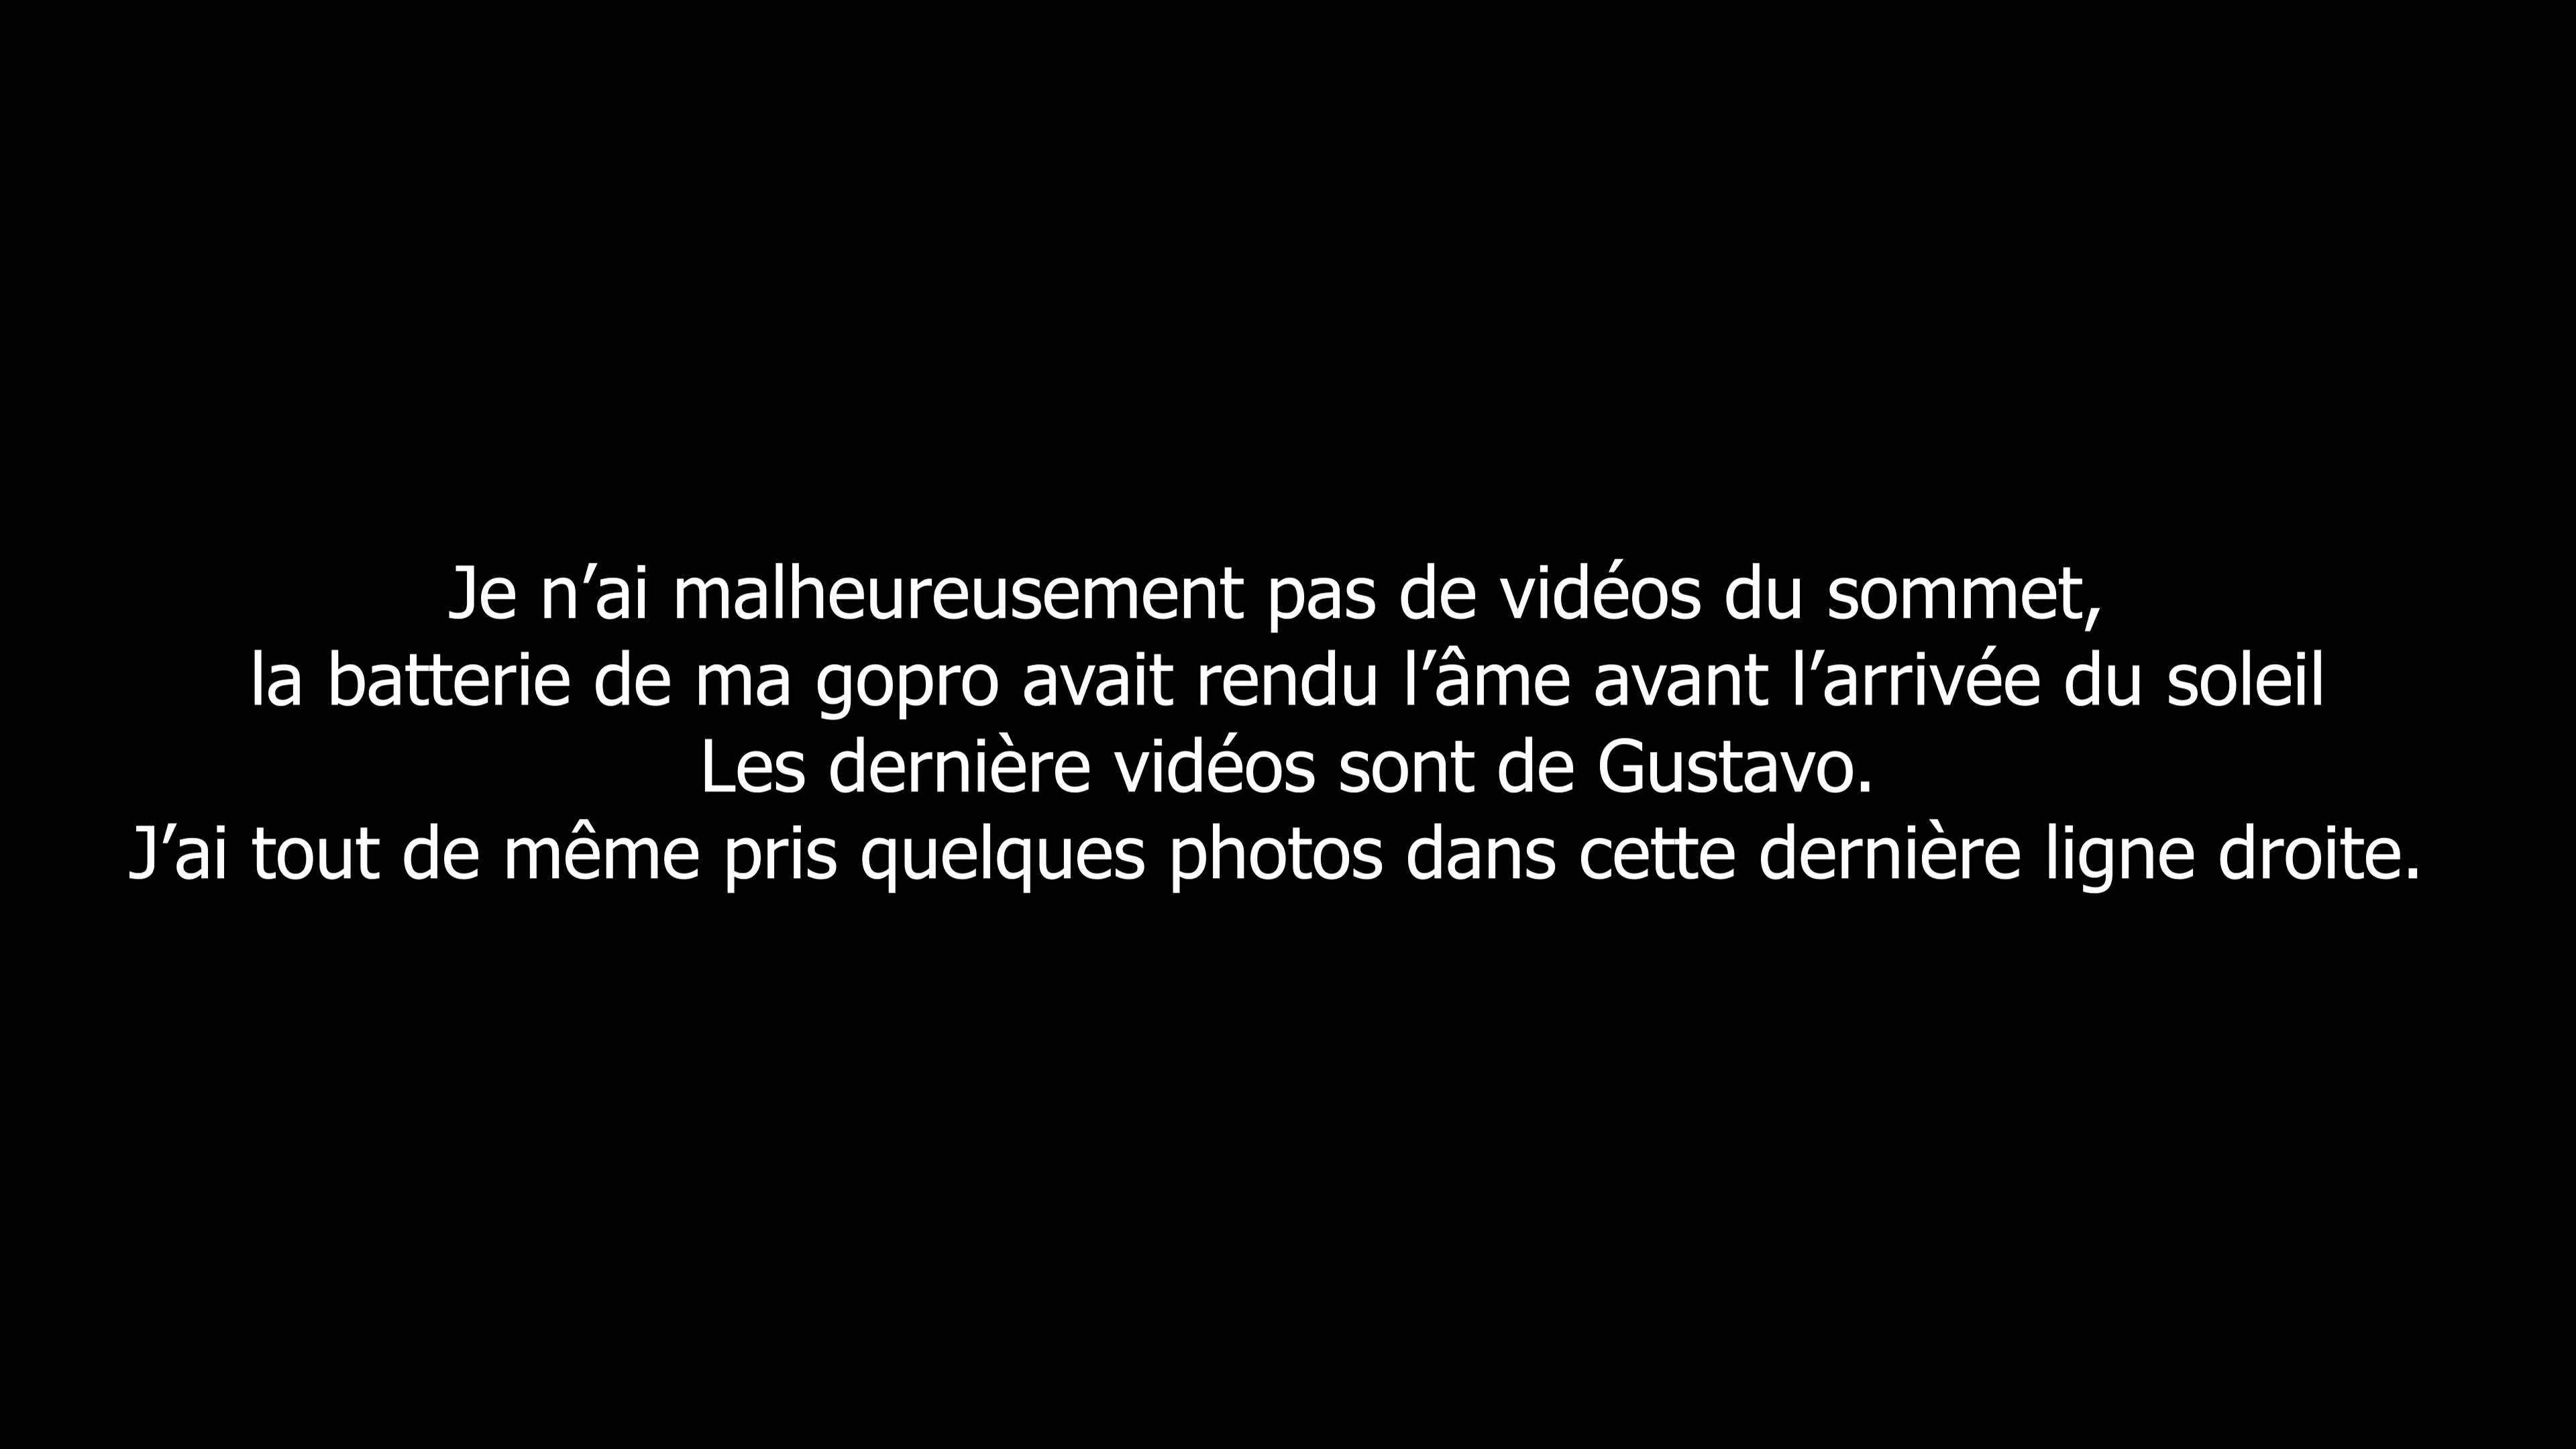 Je n’ai malheureusement pas de vidéos du sommet,
la batterie de ma gopro avait rendu l’âme avant l’arrivée du soleil
Les dernière vidéos sont de Gustavo.
J’ai tout de même pris quelques photos dans cette dernière ligne droite.